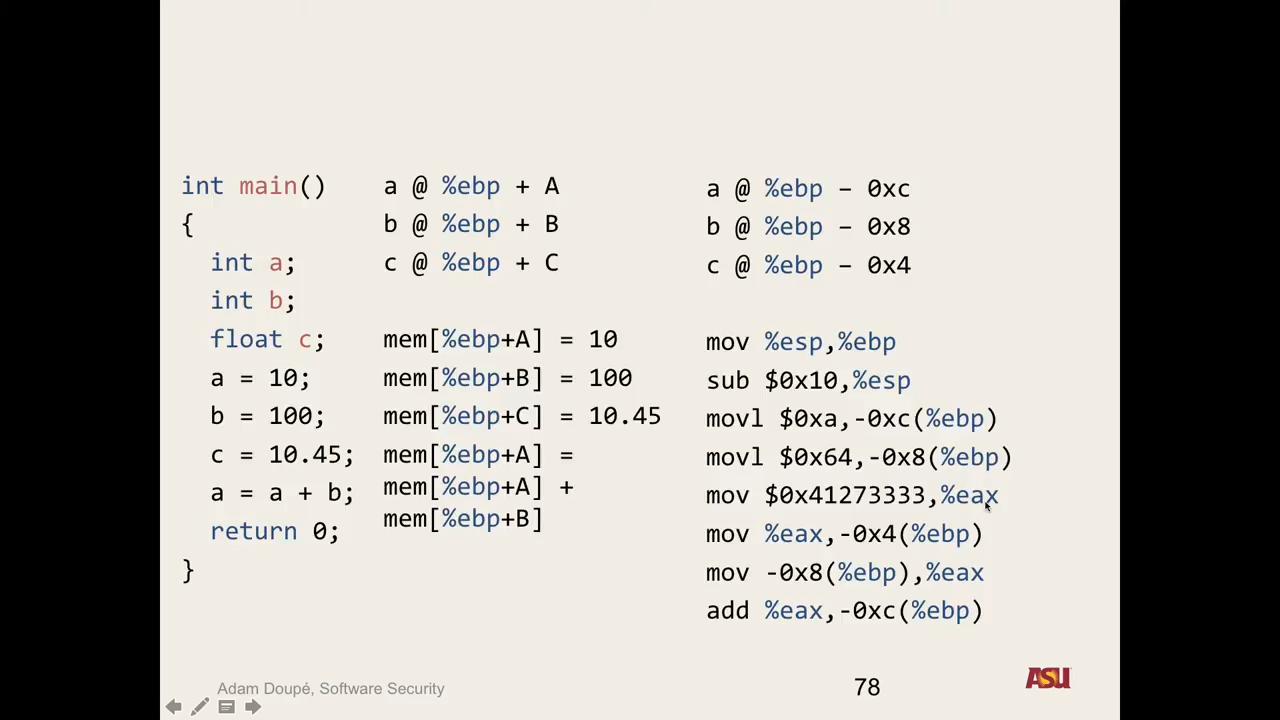 int main()
{
  int a;
  int b;
  float c;
  a = 10;
  b = 100;
  c = 10.45;
  a = a + b;
  return 0;
}
a @ %ebp + A
b @ %ebp + B
c @ %ebp + C
mem[%ebp+A] = 10
mem[%ebp+B] = 100
mem[%ebp+C] = 10.45
mem[%ebp+A] =
mem[%ebp+A] +
mem[%ebp+B]
a @ %ebp – 0xc
b @ %ebp – 0x8
c @ %ebp – 0x4
mov %esp,%ebp
sub $0x10,%esp
movl $0xa,-0xc(%ebp)
movl $0x64,-0x8(%ebp)
mov $0x41273333,%eax
mov %eax,-0x4(%ebp)
mov -0x8(%ebp),%eax
add %eax,-0xc(%ebp)
Adam Doupé, Software Security
78
ASU